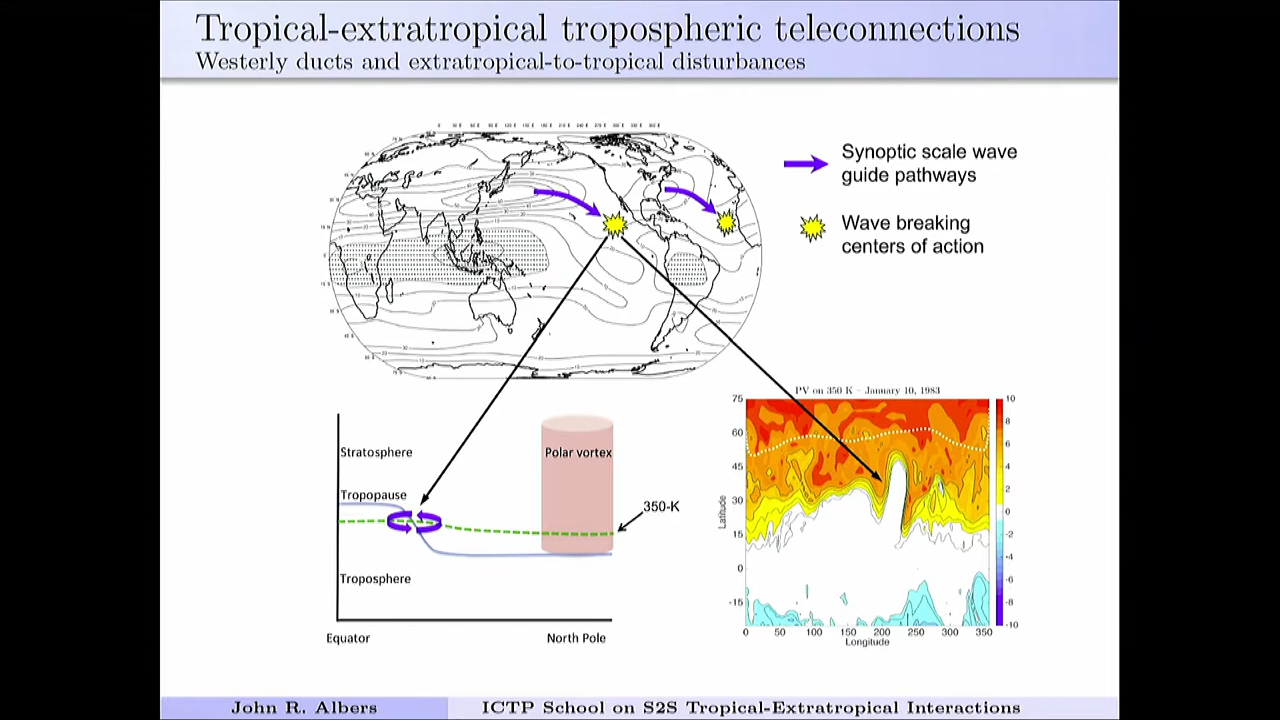 Tropical-extratropical tropospheric teleconnections
Westerly ducts and extratropical-to-tropical disturbances
Synoptic scale wave
guide pathways
Wave breaking
centers of action
PV on 350 K – January 10, 1983
75
60
45
30
15
0
-15
Latitude
0 50 100 150 200 250 300 350
Longitude
10
8
6
4
2
0
-2
-4
-6
-8
-10
Stratosphere
Polar vortex
Tropopause
350-K
Troposphere
Equator
North Pole
John R. Albers
ICTP School on S2S Tropical-Extratropical Interactions